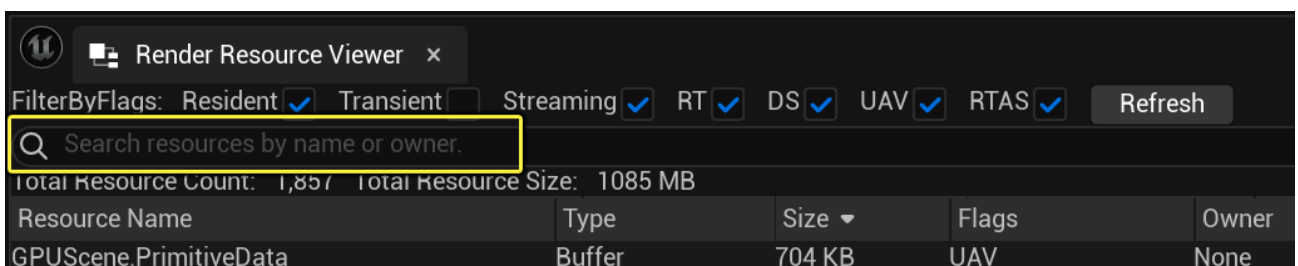 Render Resource Viewer ×
FilterByFlags: Resident Transient Streaming RT DS UAV RTAS Refresh
Search resources by name or owner.
Total Resource Count: 1,857 Total Resource Size: 1085 MB
Resource Name Type Size Flags Owner
GPUScene.PrimitiveData Buffer 704 KB UAV None